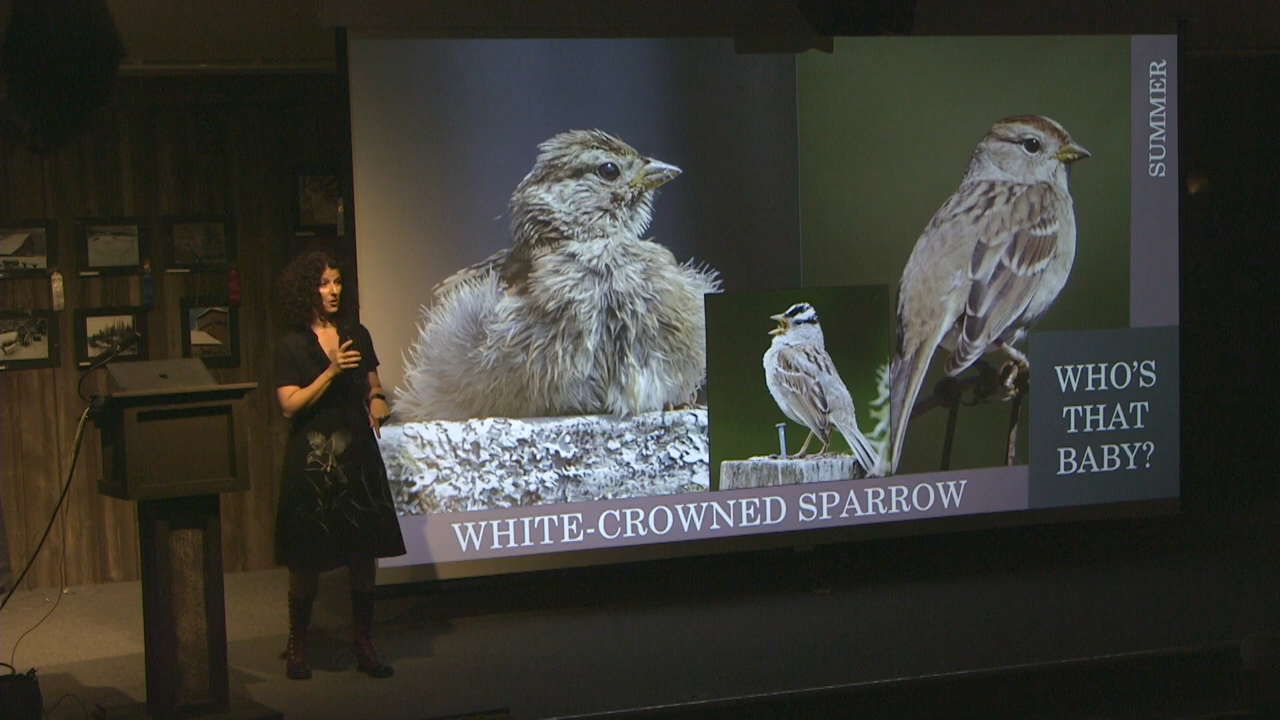 SUMMER
WHO'S
THAT
BABY?
WHITE-CROWNED SPARROW